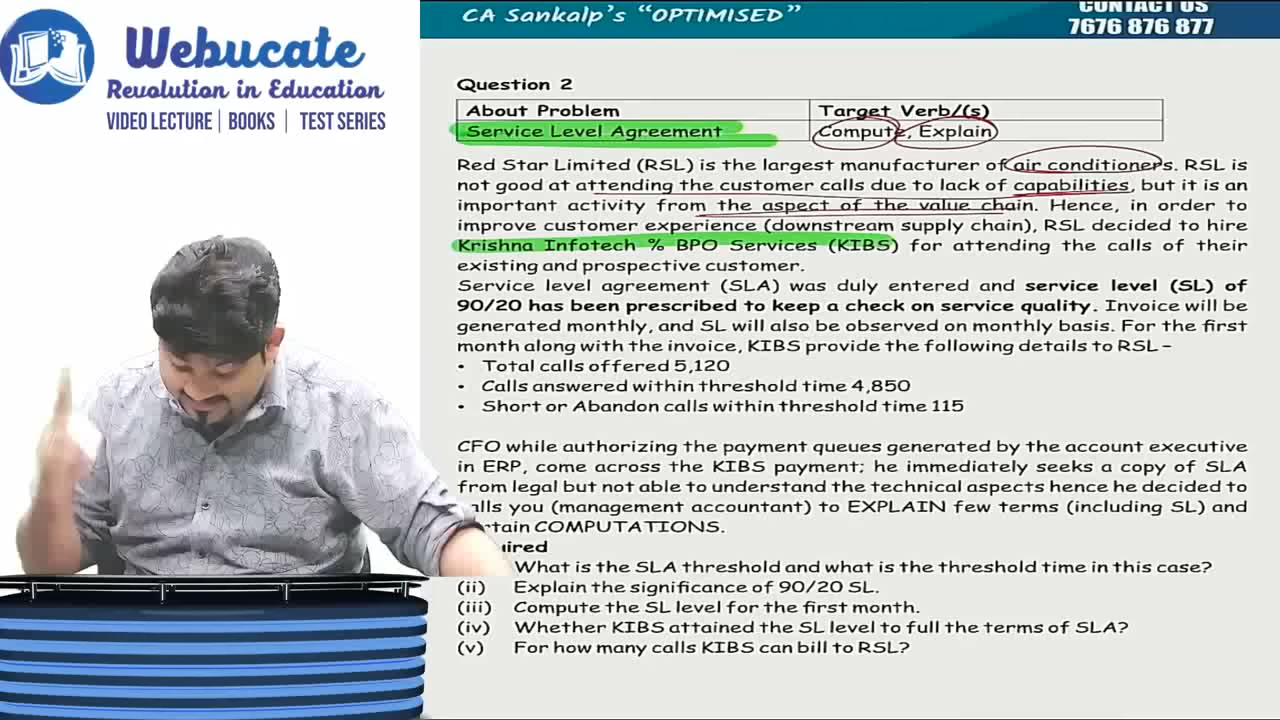 Webucate
Revolution in Education
VIDEO LECTURE | BOOKS | TEST SERIES
CA Sankalp's "OPTIMISED"
CONTACT US
7676 876 877
Question 2
About Problem Target Verb/(s)
Service Level Agreement Compute, Explain
Red Star Limited (RSL) is the largest manufacturer of air conditioners. RSL is
not good at attending the customer calls due to lack of capabilities, but it is an
important activity from the aspect of the value chain. Hence, in order to
improve customer experience (downstream supply chain), RSL decided to hire
Krishna Infotech % BPO Services (KIBS) for attending the calls of their
existing and prospective customer.
Service level agreement (SLA) was duly entered and service level (SL) of
90/20 has been prescribed to keep a check on service quality. Invoice will be
generated monthly, and SL will also be observed on monthly basis. For the first
month along with the invoice, KIBS provide the following details to RSL–
• Total calls offered 5,120
• Calls answered within threshold time 4,850
• Short or Abandon calls within threshold time 115
CFO while authorizing the payment queues generated by the account executive
in ERP, come across the KIBS payment; he immediately seeks a copy of SLA
from legal but not able to understand the technical aspects hence he decided to
alls you (management accountant) to EXPLAIN few terms (including SL) and
rtain COMPUTATIONS.
ired
What is the SLA threshold and what is the threshold time in this case?
(ii) Explain the significance of 90/20 SL.
(iii) Compute the SL level for the first month.
(iv) Whether KIBS attained the SL level to full the terms of SLA?
(v) For how many calls KIBS can bill to RSL?